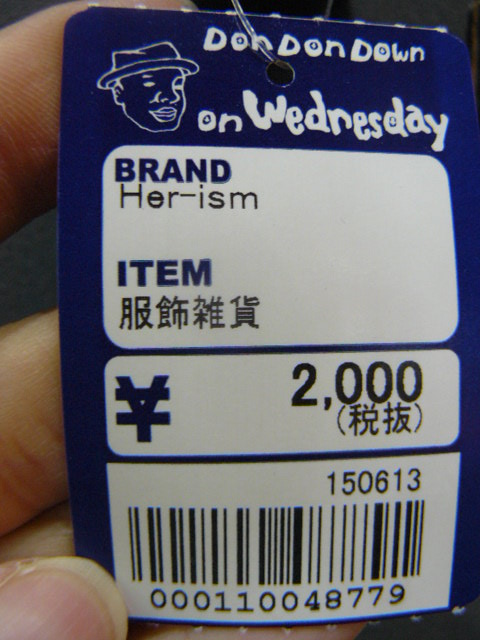 Don Don Down
on Wednesday
BRAND
Her-ism
ITEM
服飾雑貨
¥ 2,000
(税抜)
150613
000110048779